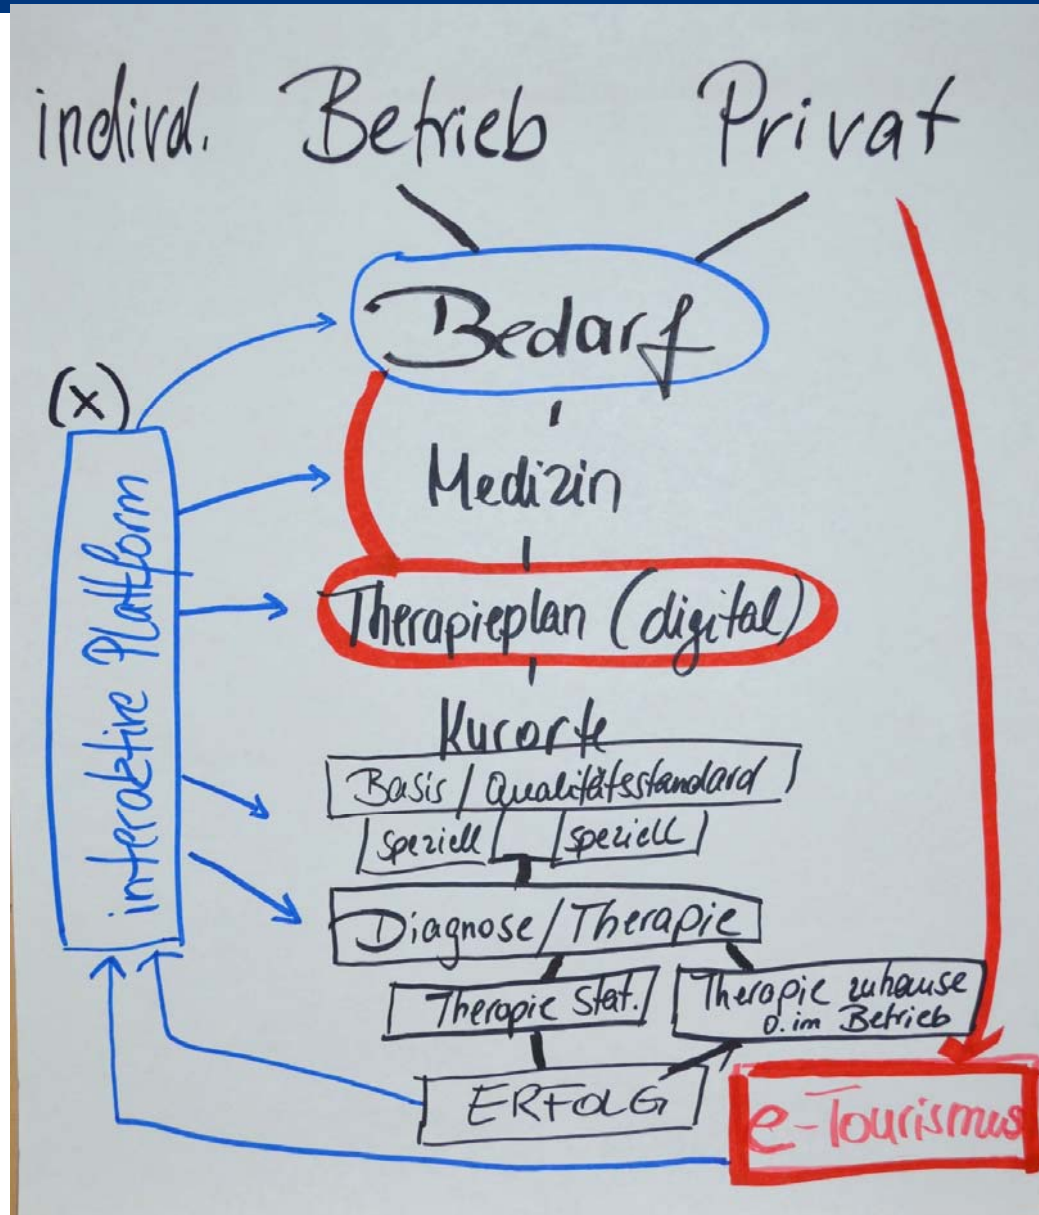 individ. Betrieb Privat
Bedarf
(x)
Medizin
interaktive Plattform
Therapieplan (digital)
Kurorte
Basis / Qualitätsstandard
speziell speziell
Diagnose/Therapie
Therapie Stat.
Therapie zuhause
o. im Betrieb
ERFOLG
e-Tourismus